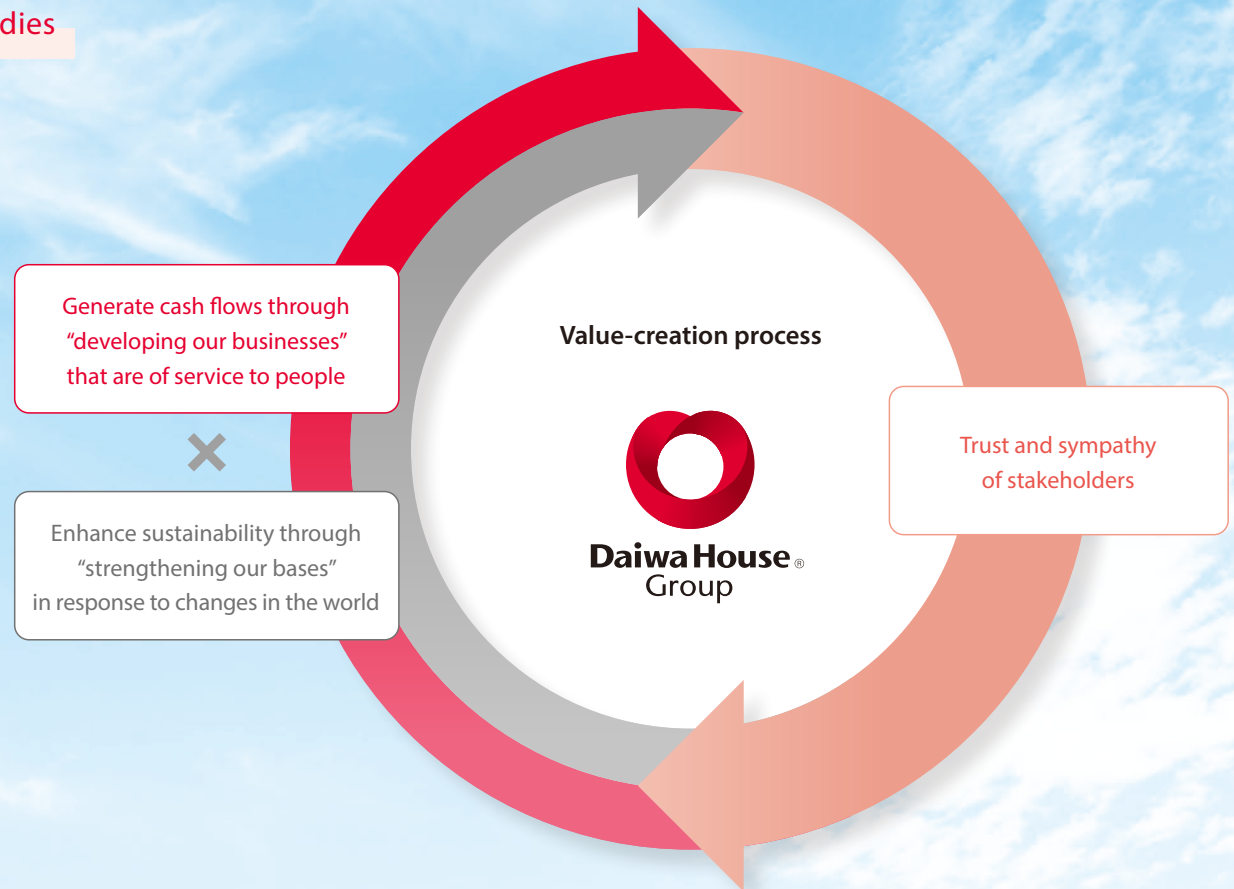 Generate cash flows through
“developing our businesses”
that are of service to people
×
Enhance sustainability through
“strengthening our bases”
in response to changes in the world
Value-creation process
Daiwa House®
Group
Trust and sympathy
of stakeholders